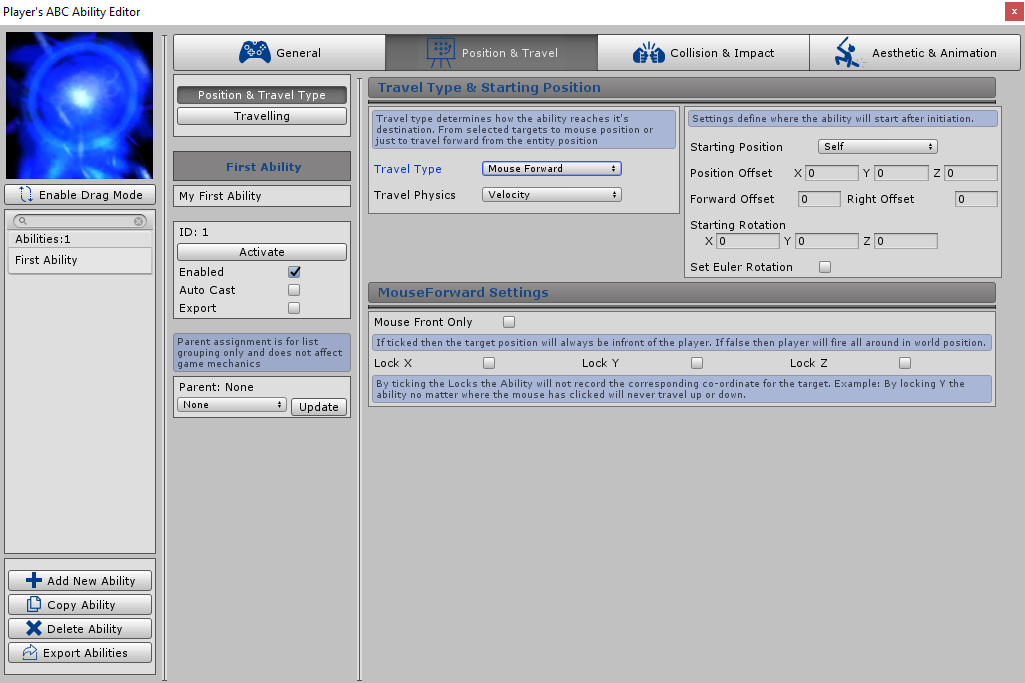 Player's ABC Ability Editor
x
General
Position & Travel
Collision & Impact
Aesthetic & Animation
Enable Drag Mode
Abilities:1
First Ability
Add New Ability
Copy Ability
Delete Ability
Export Abilities
Position & Travel Type
Travelling
First Ability
My First Ability
ID: 1
Activate
Enabled
Auto Cast
Export
Parent assignment is for list
grouping only and does not affect
game mechanics
Parent: None
None
Update
Travel Type & Starting Position
Travel type determines how the ability reaches it's
destination. From selected targets to mouse position or
just to travel forward from the entity position
Travel Type Mouse Forward
Travel Physics Velocity
Settings define where the ability will start after initiation.
Starting Position Self
Position Offset X 0 Y 0 Z 0
Forward Offset 0 Right Offset 0
Starting Rotation
X 0 Y 0 Z 0
Set Euler Rotation
MouseForward Settings
Mouse Front Only
If ticked then the target position will always be infront of the player. If false then player will fire all around in world position.
Lock X Lock Y Lock Z
By ticking the Locks the Ability will not record the corresponding co-ordinate for the target. Example: By locking Y the
ability no matter where the mouse has clicked will never travel up or down.